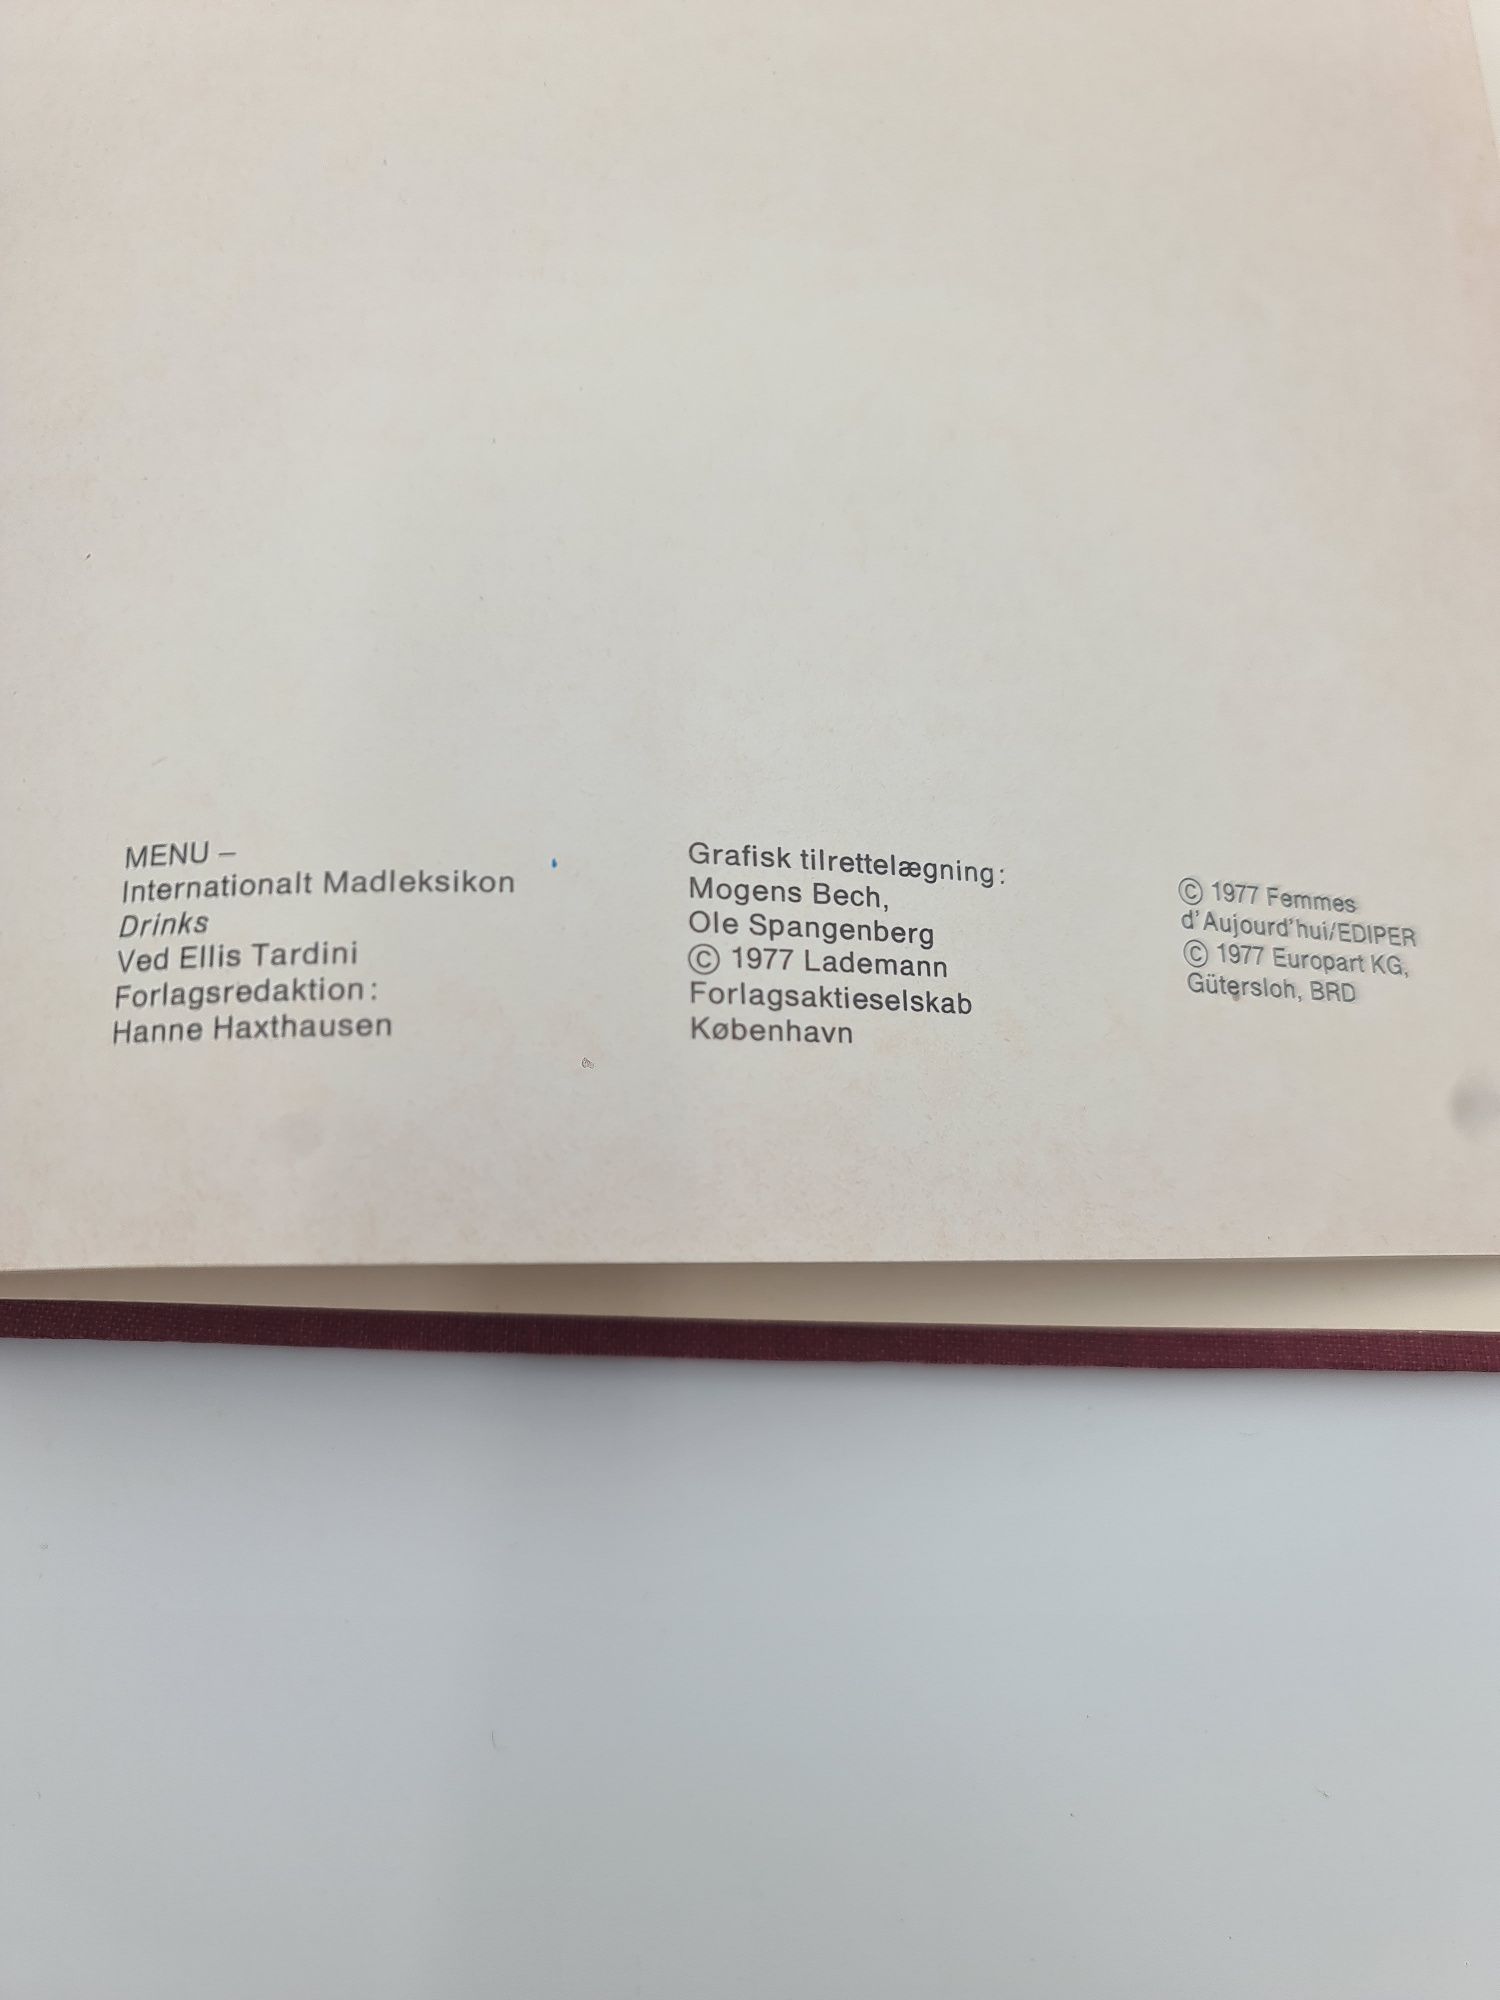 MENU –
Internationalt Madleksikon
Drinks
Ved Ellis Tardini
Forlagsredaktion:
Hanne Haxthausen
Grafisk tilrettelægning:
Mogens Bech,
Ole Spangenberg
© 1977 Lademann
Forlagsaktieselskab
København
© 1977 Femmes
d'Aujourd'hui/EDIPER
© 1977 Europart KG,
Gütersloh, BRD